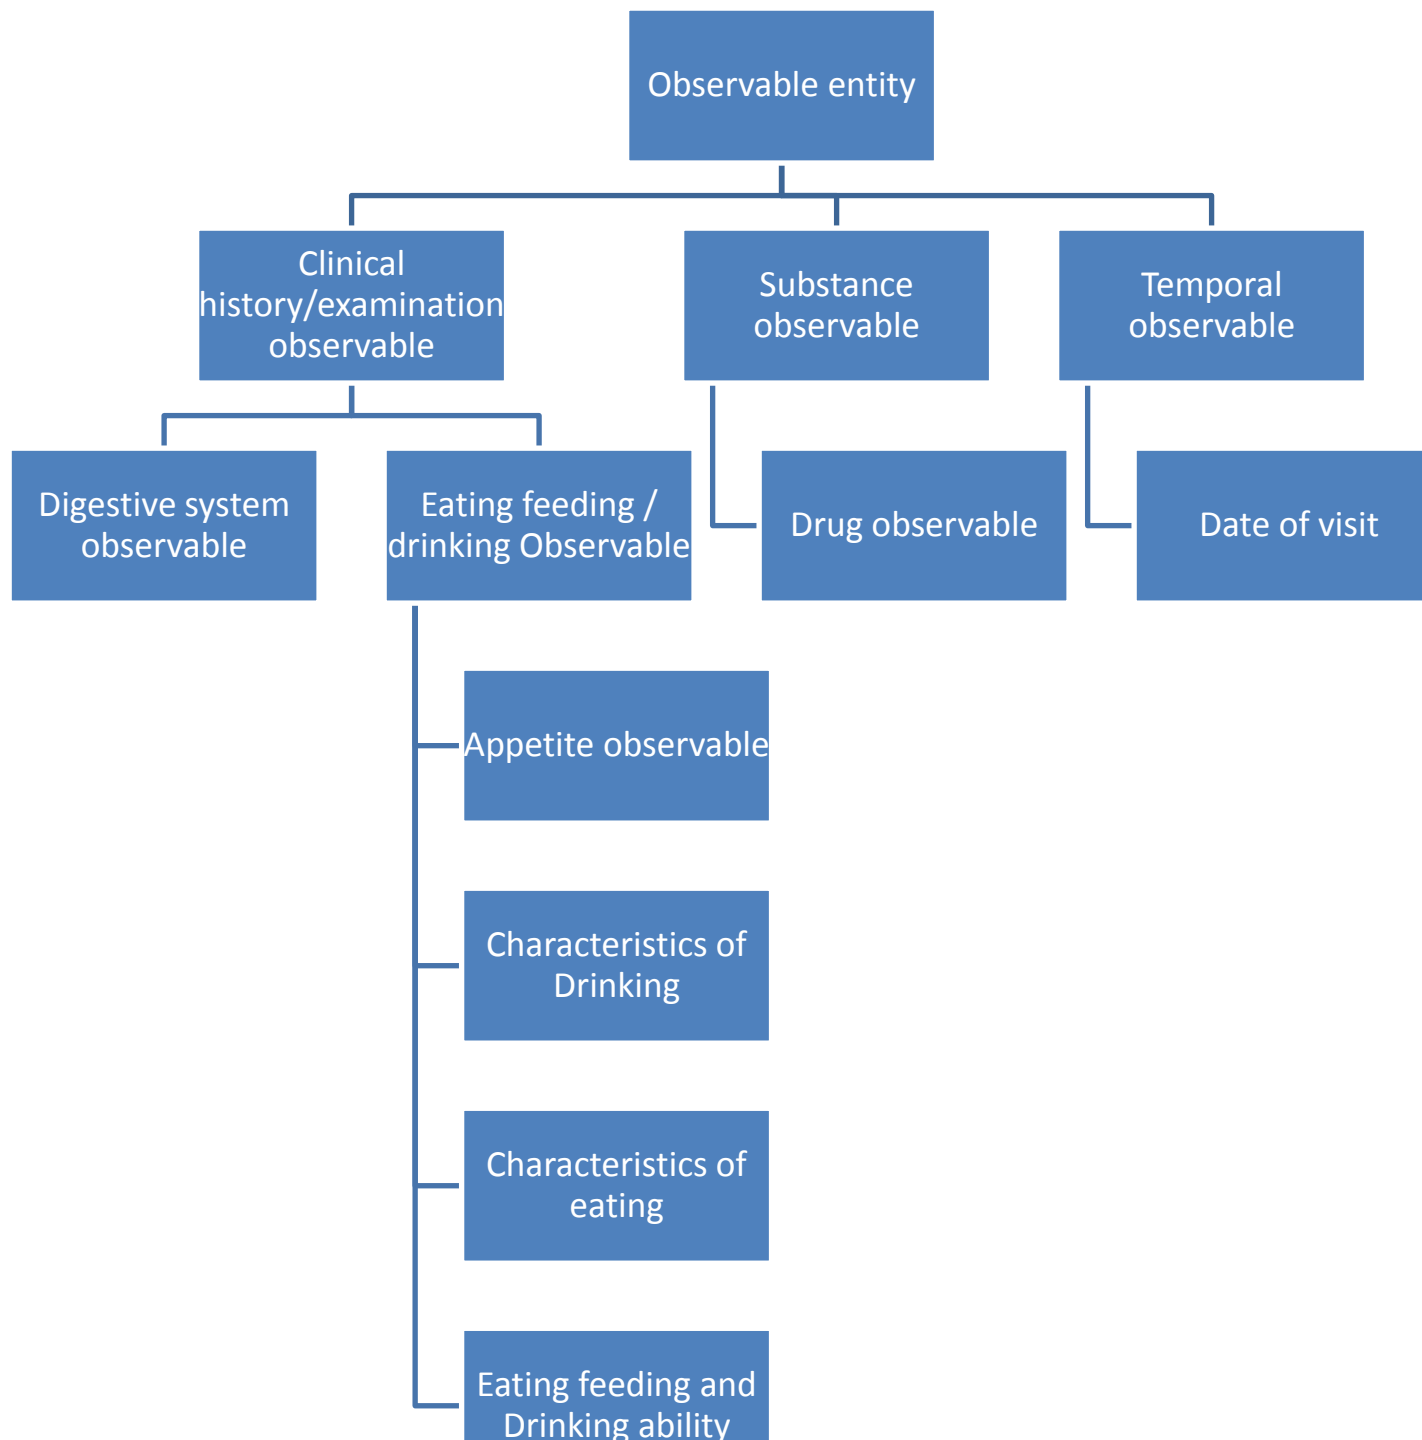 Observable entity
Clinical
history/examination
observable
Substance
observable
Temporal
observable
Digestive system
observable
Eating feeding /
drinking Observable
Drug observable
Date of visit
Appetite observable
Characteristics of
Drinking
Characteristics of
eating
Eating feeding and
Drinking ability